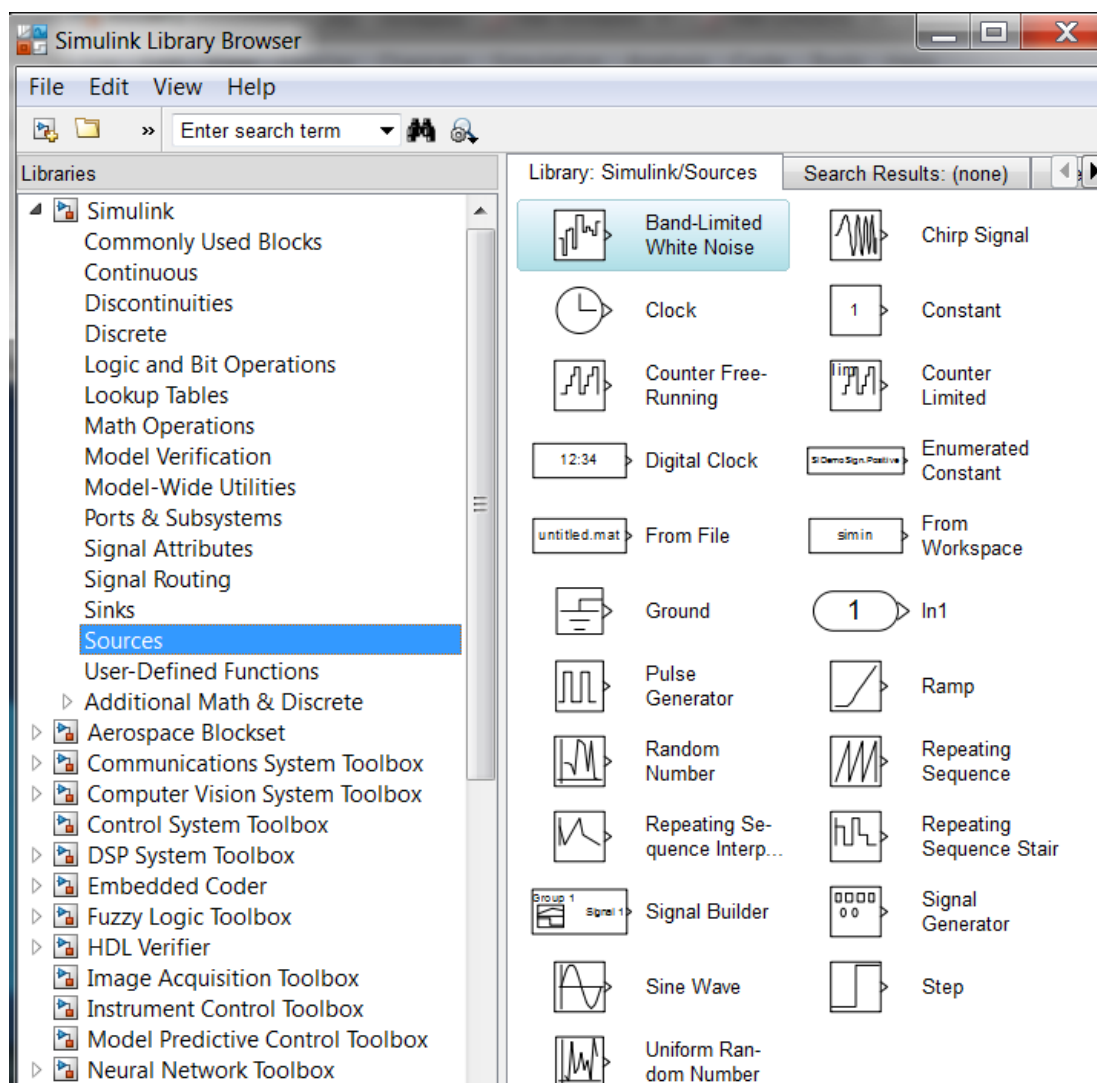 Simulink Library Browser
File Edit View Help
» Enter search term
Libraries
Simulink
Commonly Used Blocks
Continuous
Discontinuities
Discrete
Logic and Bit Operations
Lookup Tables
Math Operations
Model Verification
Model-Wide Utilities
Ports & Subsystems
Signal Attributes
Signal Routing
Sinks
Sources
User-Defined Functions
Additional Math & Discrete
Aerospace Blockset
Communications System Toolbox
Computer Vision System Toolbox
Control System Toolbox
DSP System Toolbox
Embedded Coder
Fuzzy Logic Toolbox
HDL Verifier
Image Acquisition Toolbox
Instrument Control Toolbox
Model Predictive Control Toolbox
Neural Network Toolbox
Library: Simulink/Sources Search Results: (none)
Band-Limited
White Noise
Chirp Signal
Clock
1
Constant
Counter Free-
Running
lim
Counter
Limited
12:34
Digital Clock
SlDemoSign.Positive
Enumerated
Constant
untitled.mat
From File
simin
From
Workspace
Ground
1
In1
Pulse
Generator
Ramp
Random
Number
Repeating
Sequence
Repeating Se-
quence Interp...
Repeating
Sequence Stair
Group 1
Signal 1
Signal Builder
Signal
Generator
Sine Wave
Step
Uniform Ran-
dom Number